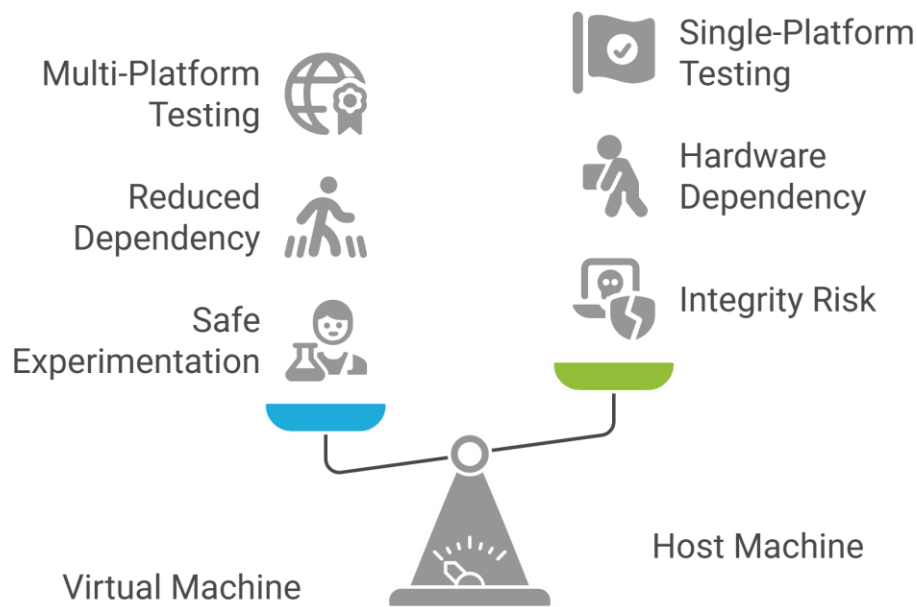 Multi-Platform
Testing
Reduced
Dependency
Safe
Experimentation
Single-Platform
Testing
Hardware
Dependency
Integrity Risk
Virtual Machine
Host Machine